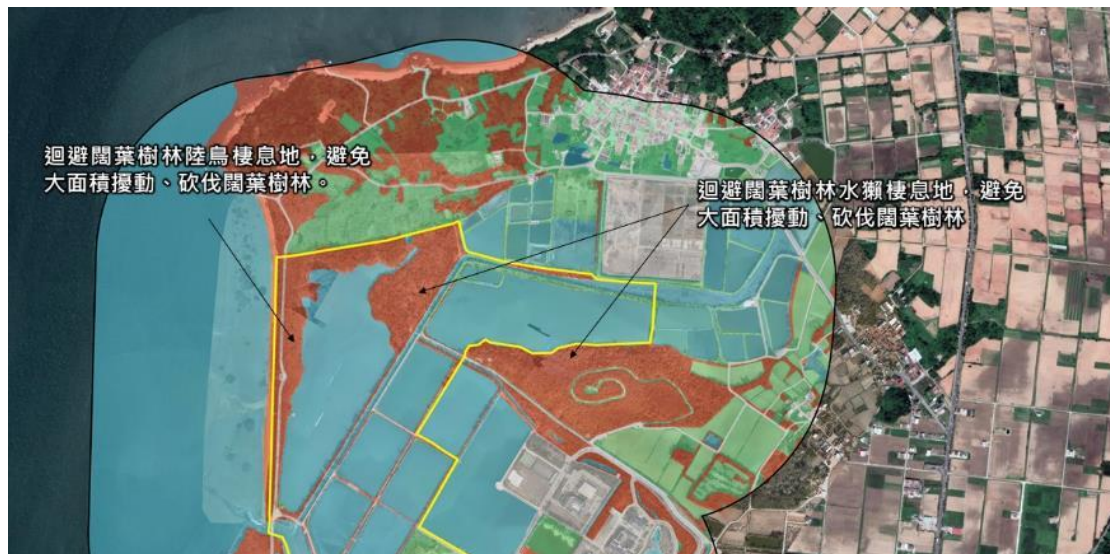 迴避闊葉樹林陸鳥棲息地，避免
大面積擾動、砍伐闊葉樹林。
迴避闊葉樹林水獺棲息地，避免
大面積擾動、砍伐闊葉樹林